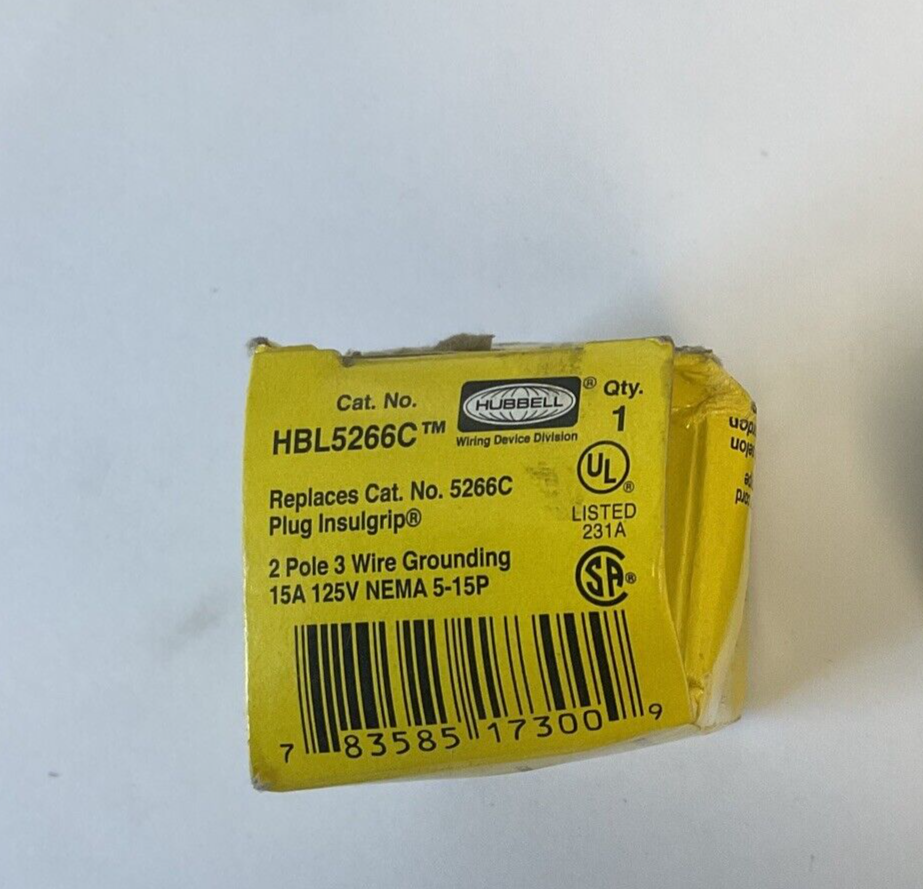 Cat. No.
HBL5266C™
HUBBELL®
Wiring Device Division
Qty.
1
Replaces Cat. No. 5266C
Plug Insulgrip®
UL®
LISTED
231A
2 Pole 3 Wire Grounding
15A 125V NEMA 5-15P
SA®
7 83585 17300 9